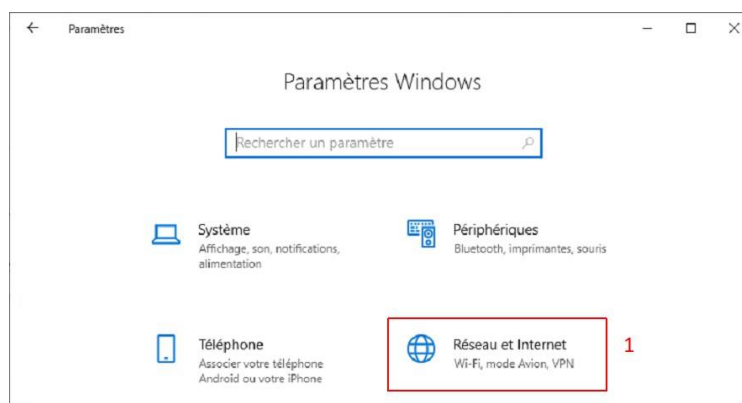 Paramètres
Paramètres Windows
Rechercher un paramètre
Système
Affichage, son, notifications,
alimentation
Périphériques
Bluetooth, imprimantes, souris
Téléphone
Associer votre téléphone
Android ou votre iPhone
Réseau et Internet
Wi-Fi, mode Avion, VPN
1